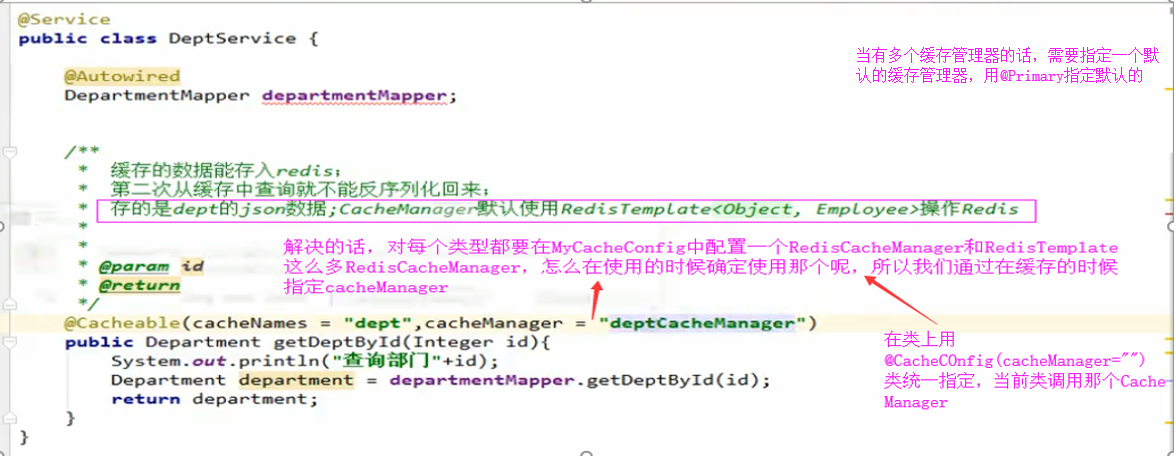 @Service
public class DeptService {
当有多个缓存管理器的话，需要指定一个默
认的缓存管理器，用@Primary指定默认的
@Autowired
DepartmentMapper departmentMapper;
/**
* 缓存的数据能存入redis;
* 第二次从缓存中查询就不能反序列化回来;
* 存的是dept的json数据;CacheManager默认使用RedisTemplate<Object, Employee>操作Redis
*
* 解决的话，对每个类型都要在MyCacheConfig中配置一个RedisCacheManager和RedisTemplate
* @param id 这么多RedisCacheManager，怎么在使用的时候确定使用那个呢，所以我们通过在缓存的时候
* @return 指定cacheManager
*/
@Cacheable(cacheNames = "dept",cacheManager = "deptCacheManager")
public Department getDeptById(Integer id){
System.out.println("查询部门"+id);
Department department = departmentMapper.getDeptById(id);
return department;
}
}
在类上用
@CacheCOnfig(cacheManager="")
类统一指定，当前类调用那个Cache
Manager